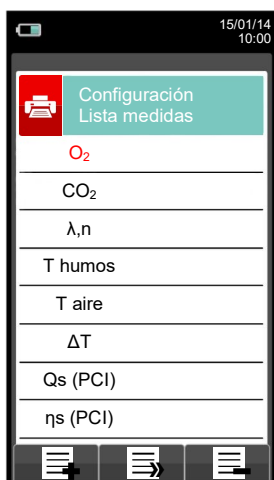 15/01/14
10:00
Configuración
Lista medidas
O₂
CO₂
λ,n
T humos
T aire
ΔT
Qs (PCI)
ηs (PCI)